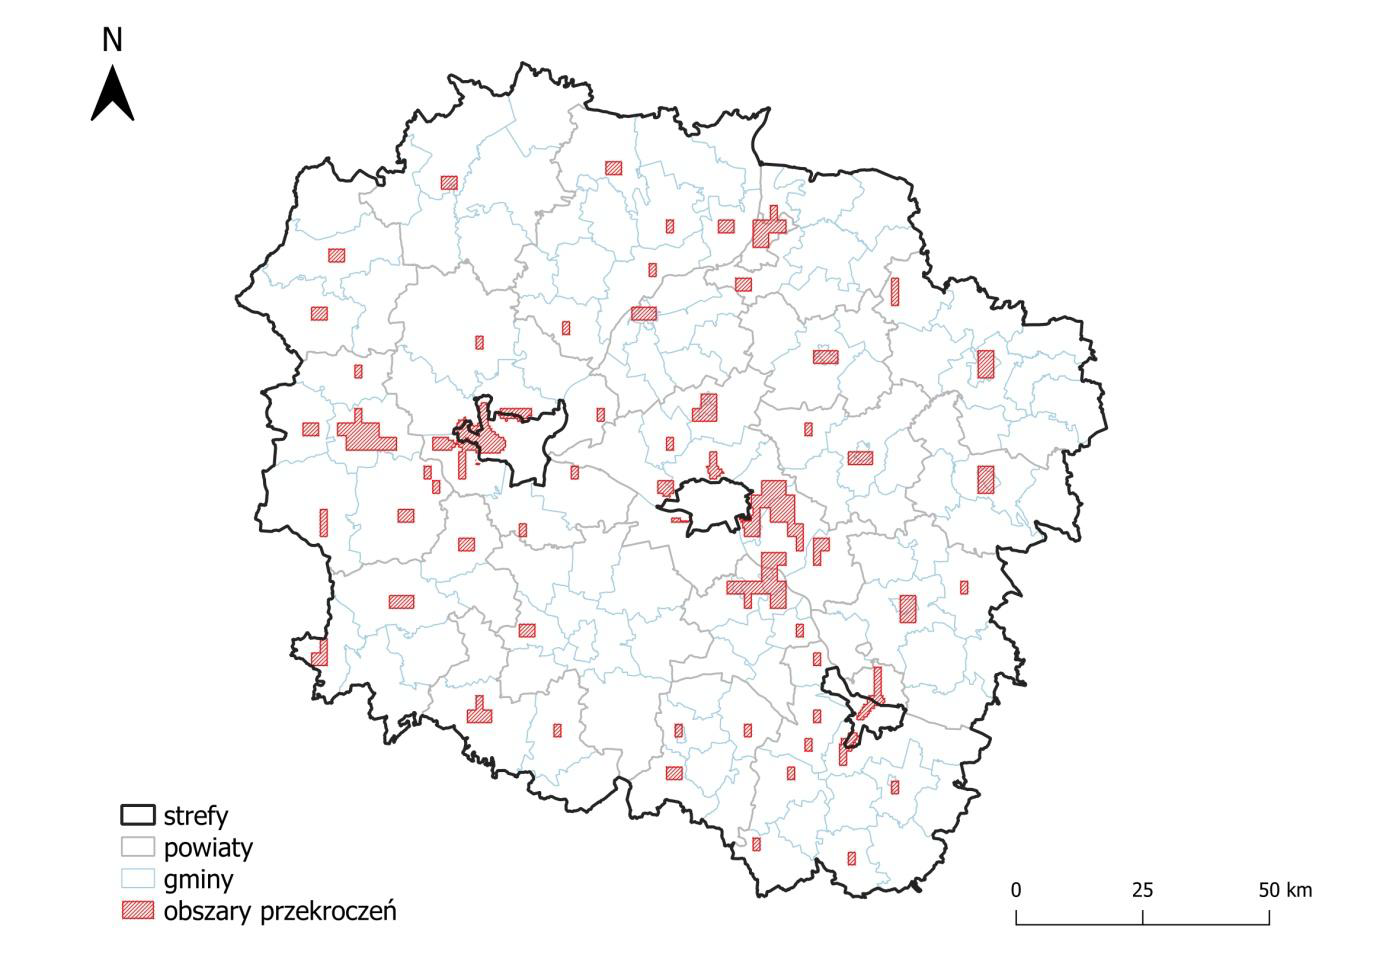 N
strefy
powiaty
gminy
obszary przekroczeń
0 25 50 km